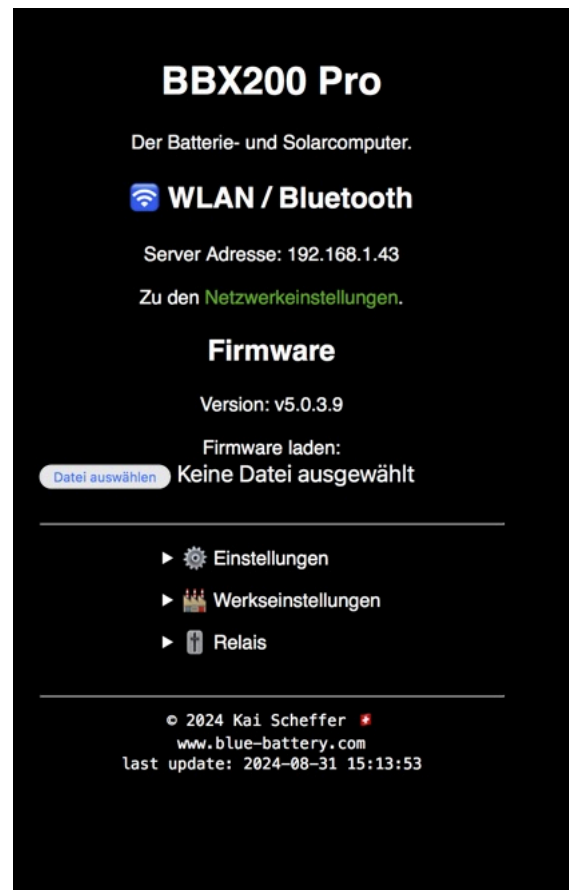 BBX200 Pro
Der Batterie- und Solarcomputer.
WLAN / Bluetooth
Server Adresse: 192.168.1.43
Zu den Netzwerkeinstellungen.
Firmware
Version: v5.0.3.9
Firmware laden:
Datei auswählen Keine Datei ausgewählt
Einstellungen
Werkseinstellungen
Relais
© 2024 Kai Scheffer 🇨🇭
www.blue-battery.com
last update: 2024-08-31 15:13:53